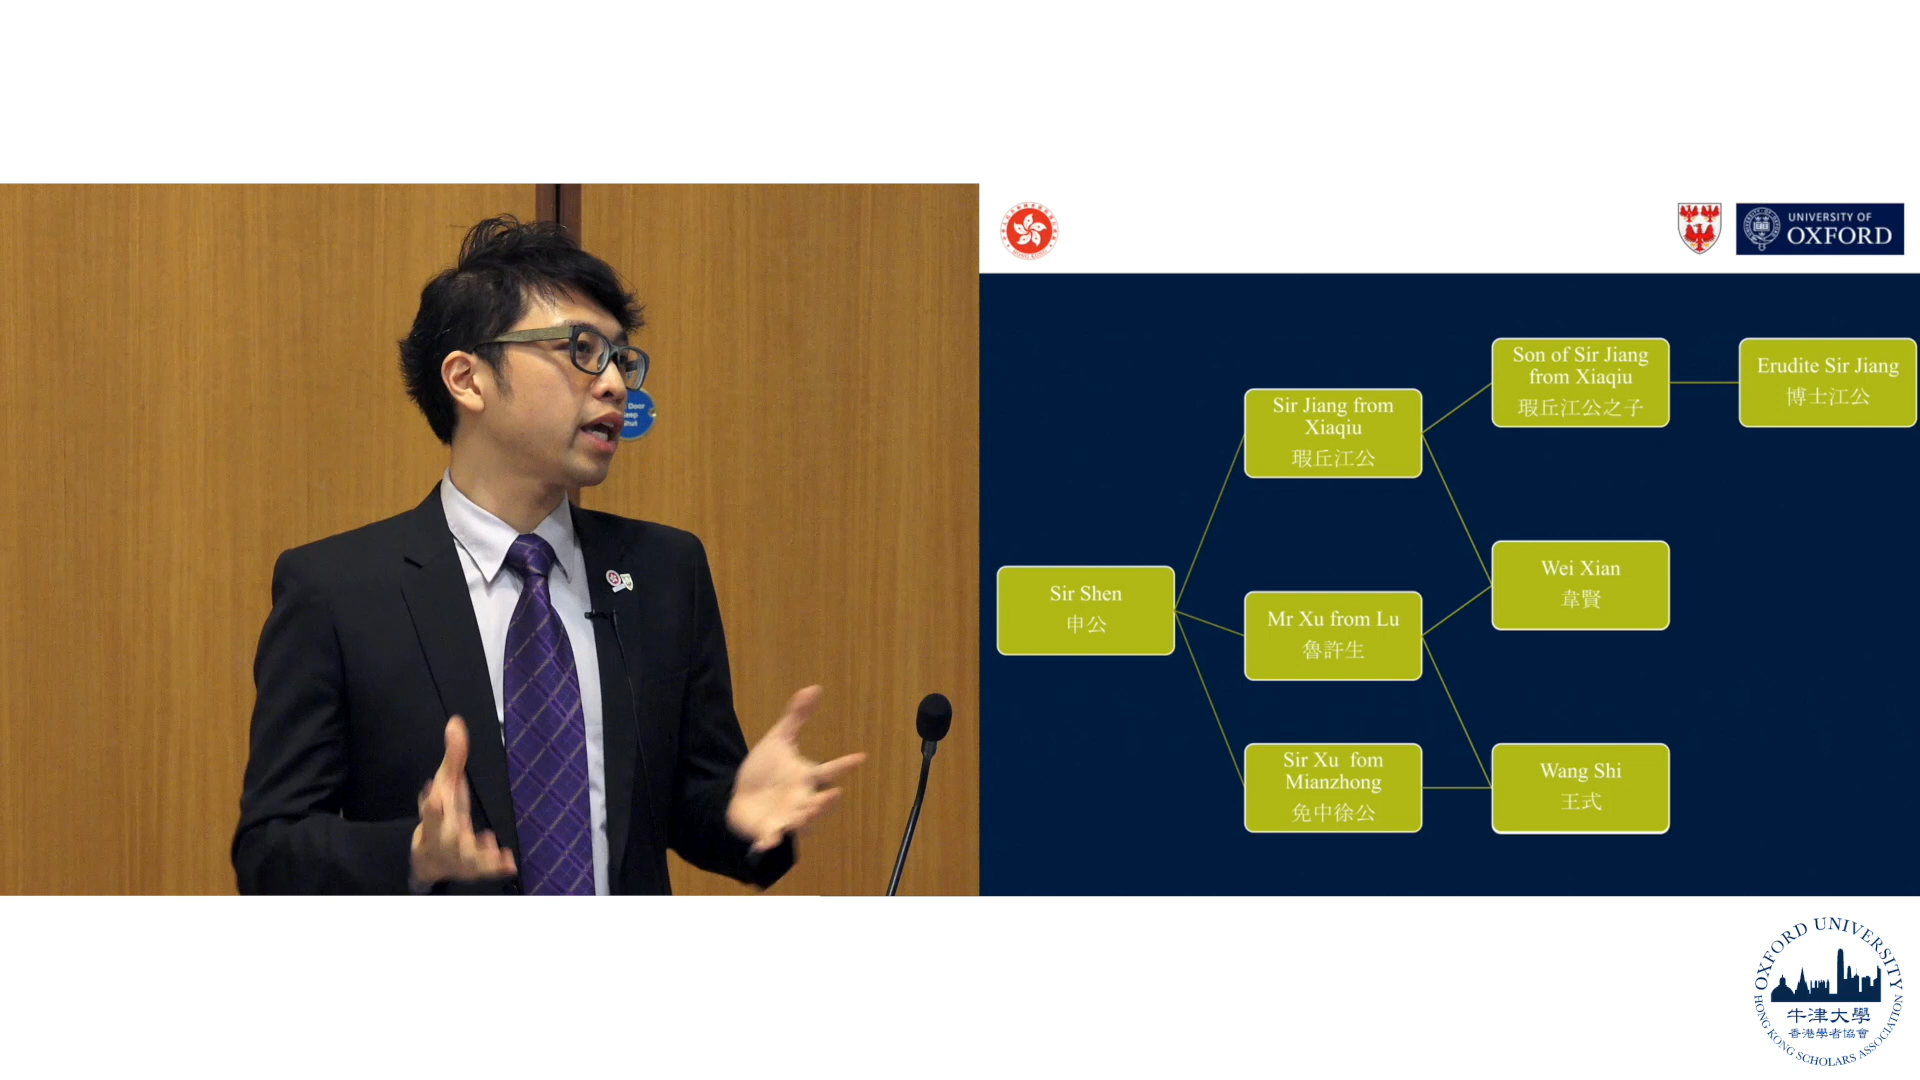 Door
Keep
Shut
UNIVERSITY OF
OXFORD
Son of Sir Jiang
from Xiaqiu
瑕丘江公之子
Erudite Sir Jiang
博士江公
Sir Jiang from
Xiaqiu
瑕丘江公
Wei Xian
韋賢
Sir Shen
申公
Mr Xu from Lu
魯許生
Sir Xu  fom
Mianzhong
免中徐公
Wang Shi
王式
OXFORD UNIVERSITY
牛津大學
香港學者協會
HONG KONG SCHOLARS ASSOCIATION